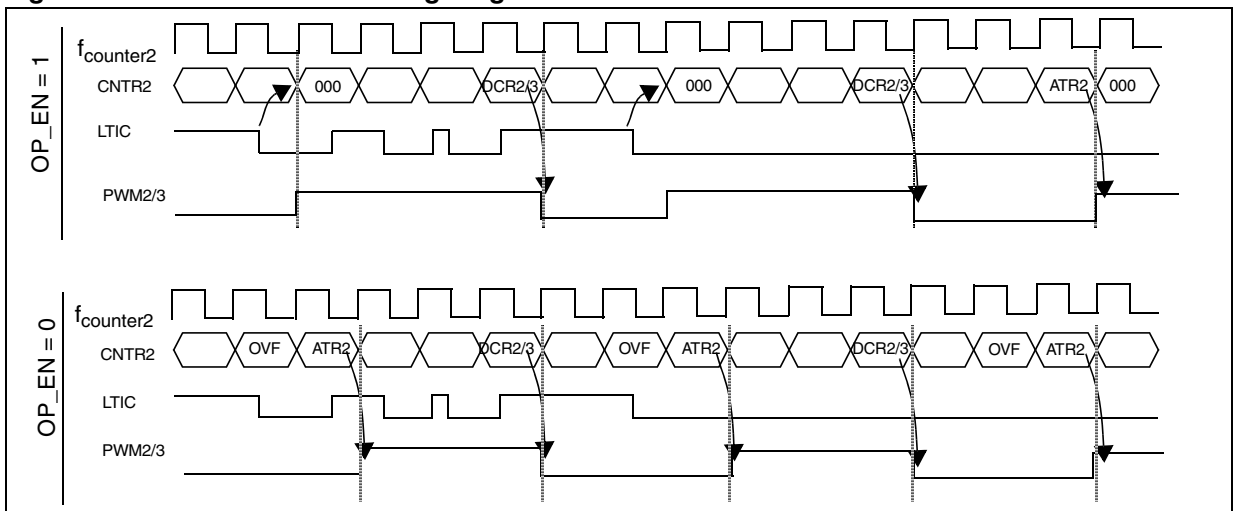 OP_EN = 1
fcounter2
CNTR2 000 DCR2/3 000 DCR2/3 ATR2 000
LTIC
PWM2/3
OP_EN = 0
fcounter2
CNTR2 OVF ATR2 DCR2/3 OVF ATR2 DCR2/3 OVF ATR2
LTIC
PWM2/3